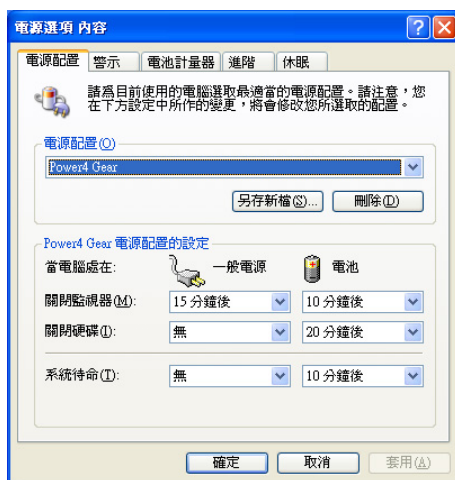 電源選項 內容
電源配置 警示 電池計量器 進階 休眠
請爲目前使用的電腦選取最適當的電源配置。請注意，您
在下方設定中所作的變更，將會修改您所選取的配置。
電源配置(O)
Power4 Gear
另存新檔(S)... 刪除(D)
Power4 Gear 電源配置的設定
當電腦處在: 一般電源 電池
關閉監視器(M): 15 分鐘後 10 分鐘後
關閉硬碟(I): 無 20 分鐘後
系統待命(T): 無 10 分鐘後
確定 取消 套用(A)